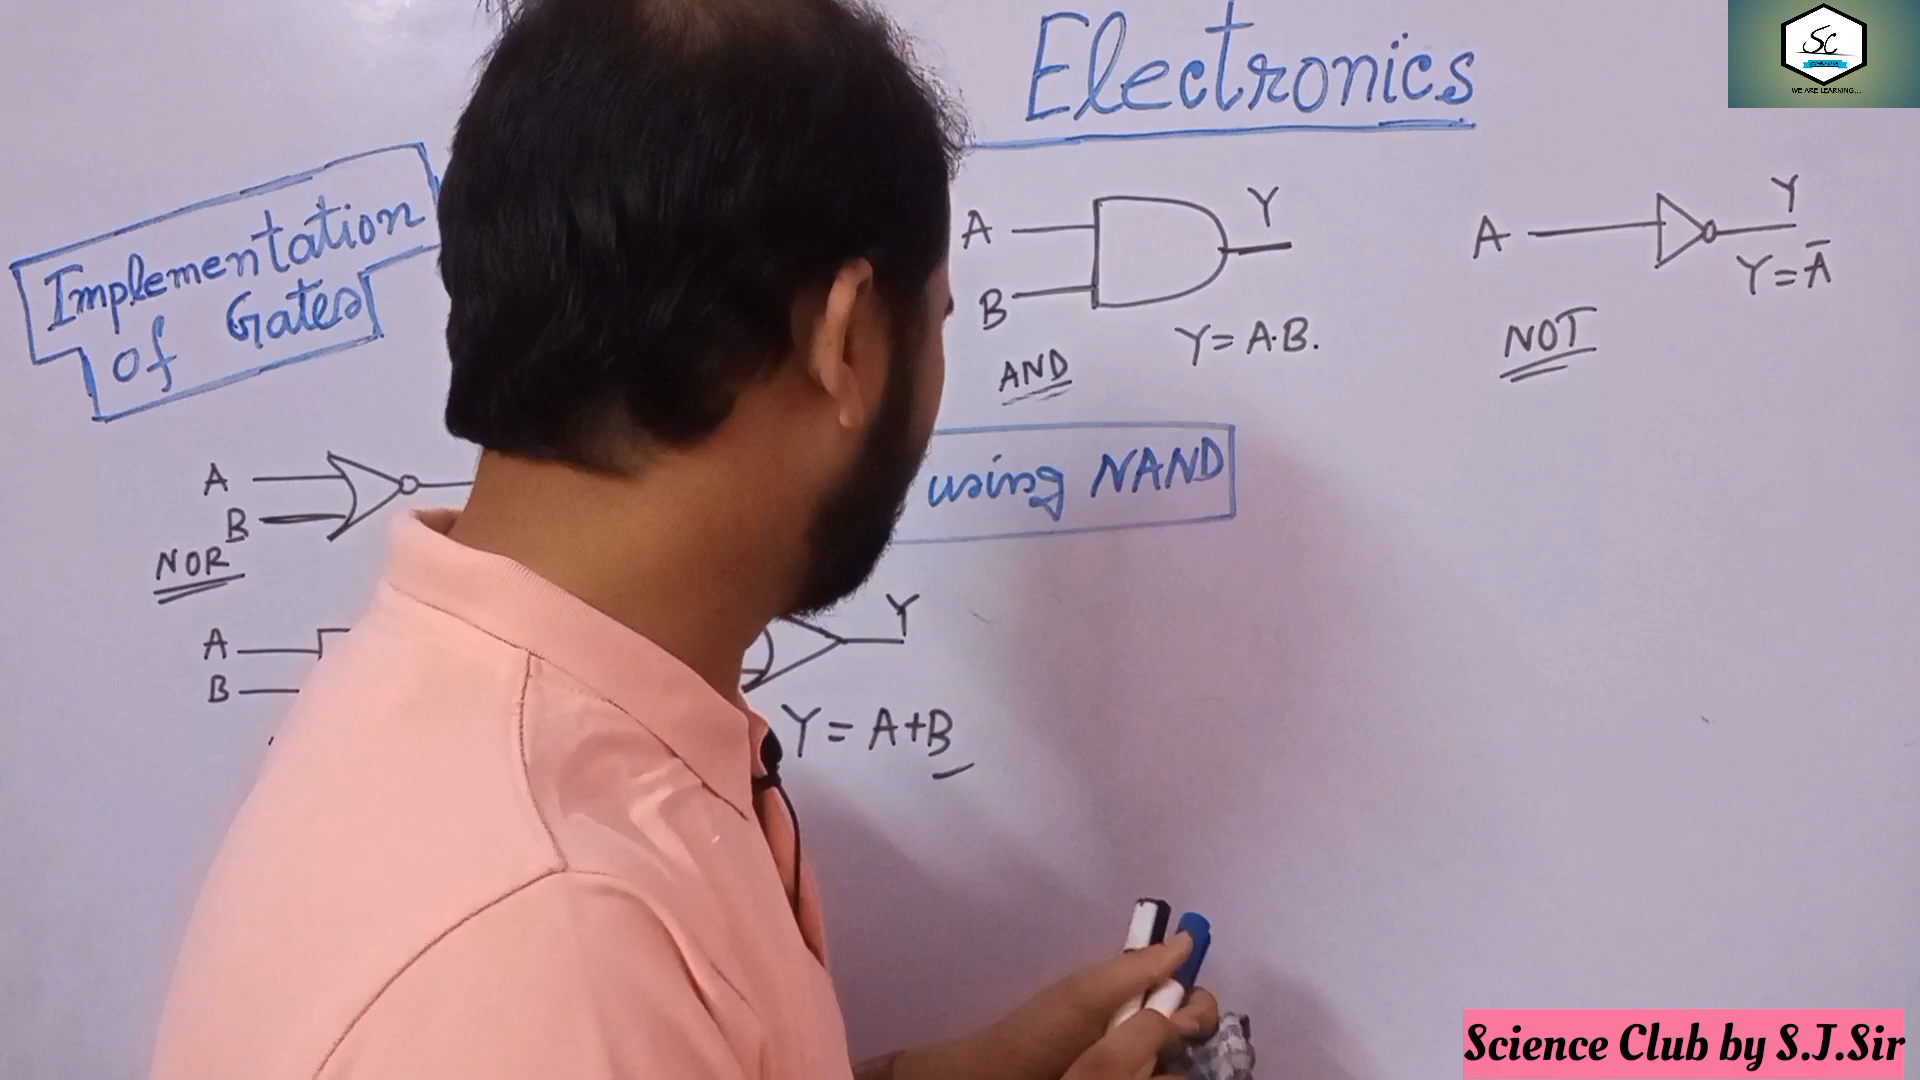 Electronics
SC
WE ARE LEARNING...
Implementation
of Gates
A
B
Y
Y = A·B.
AND
A
Y
Y = Ā
NOT
using NAND
A
B
NOR
A
B
Y
Y = A+B
Science Club by S.J.Sir